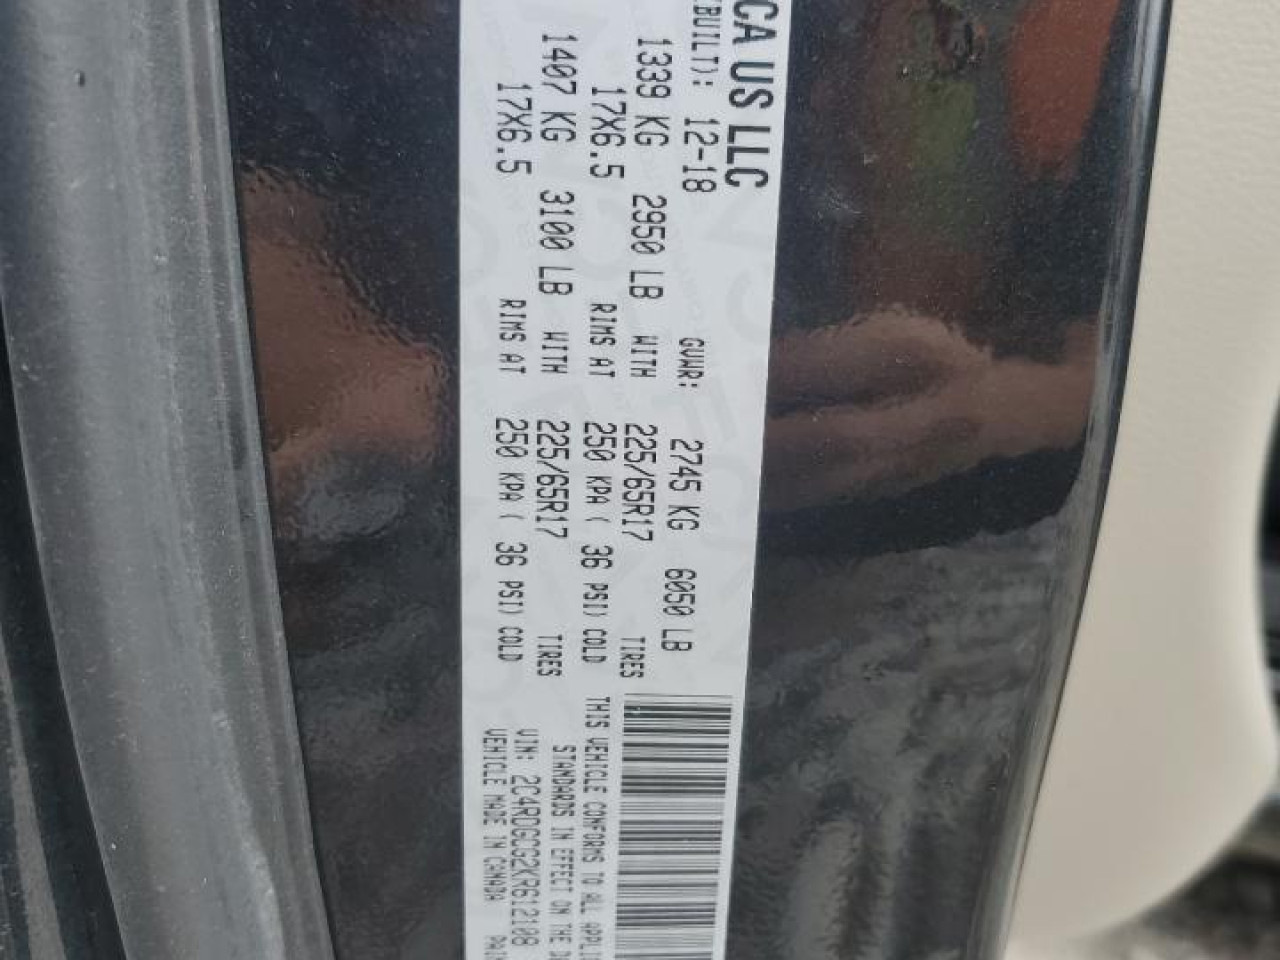 CA US LLC
BUILT): 12-18 GVWR: 2745 KG 6050 LB
1339 KG 2950 LB WITH 225/65R17 TIRES
17X6.5 RIMS AT 250 KPA ( 36 PSI) COLD
1407 KG 3100 LB WITH 225/65R17 TIRES
17X6.5 RIMS AT 250 KPA ( 36 PSI) COLD
THIS VEHICLE CONFORMS TO ALL APPLI
STANDARDS IN EFFECT ON THE DA
VIN: 2C4RDGCG2KR612108
VEHICLE MADE IN CANADA PAIN